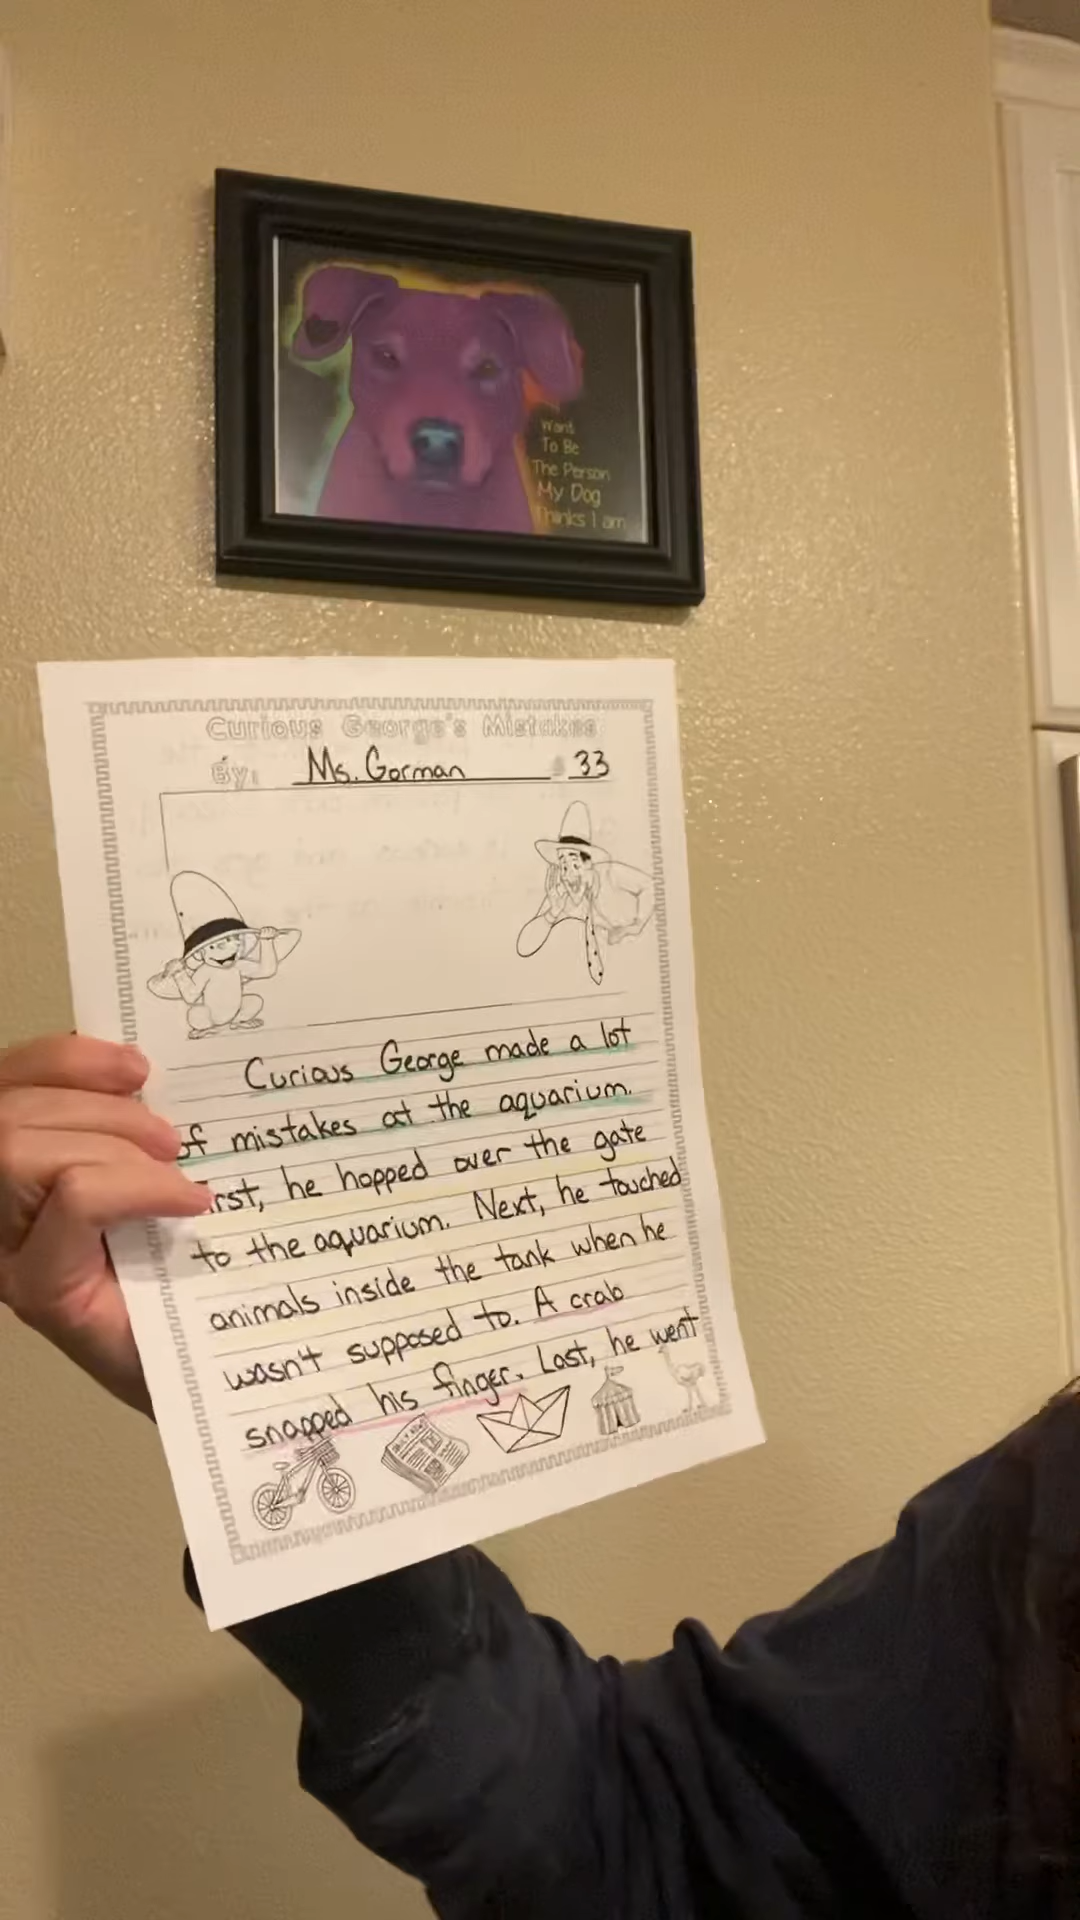 Want
To Be
The Person
My Dog
Thinks I am
Curious George's Mistakes
By: Ms. Gorman # 33
Curious George made a lot
of mistakes at the aquarium.
First, he hopped over the gate
to the aquarium. Next, he touched
animals inside the tank when he
wasn't supposed to. A crab
snapped his finger. Last, he went
DAILY NEWS